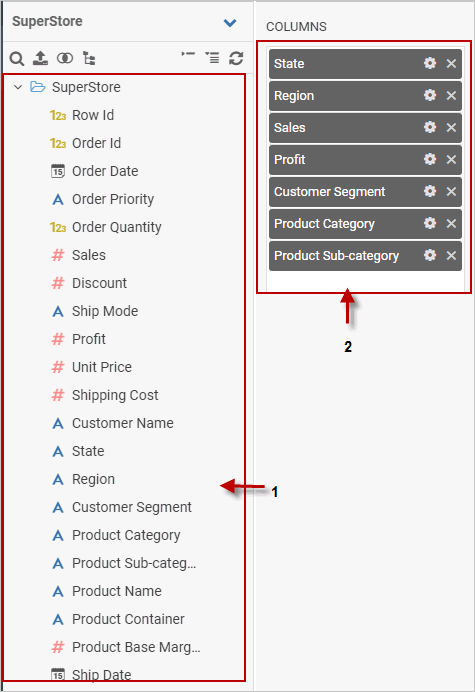 SuperStore
SuperStore
123 Row Id
123 Order Id
15 Order Date
A Order Priority
123 Order Quantity
# Sales
# Discount
A Ship Mode
# Profit
# Unit Price
# Shipping Cost
A Customer Name
A State
A Region
A Customer Segment
A Product Category
A Product Sub-categ...
A Product Name
A Product Container
# Product Base Marg...
15 Ship Date
1
COLUMNS
State
Region
Sales
Profit
Customer Segment
Product Category
Product Sub-category
2